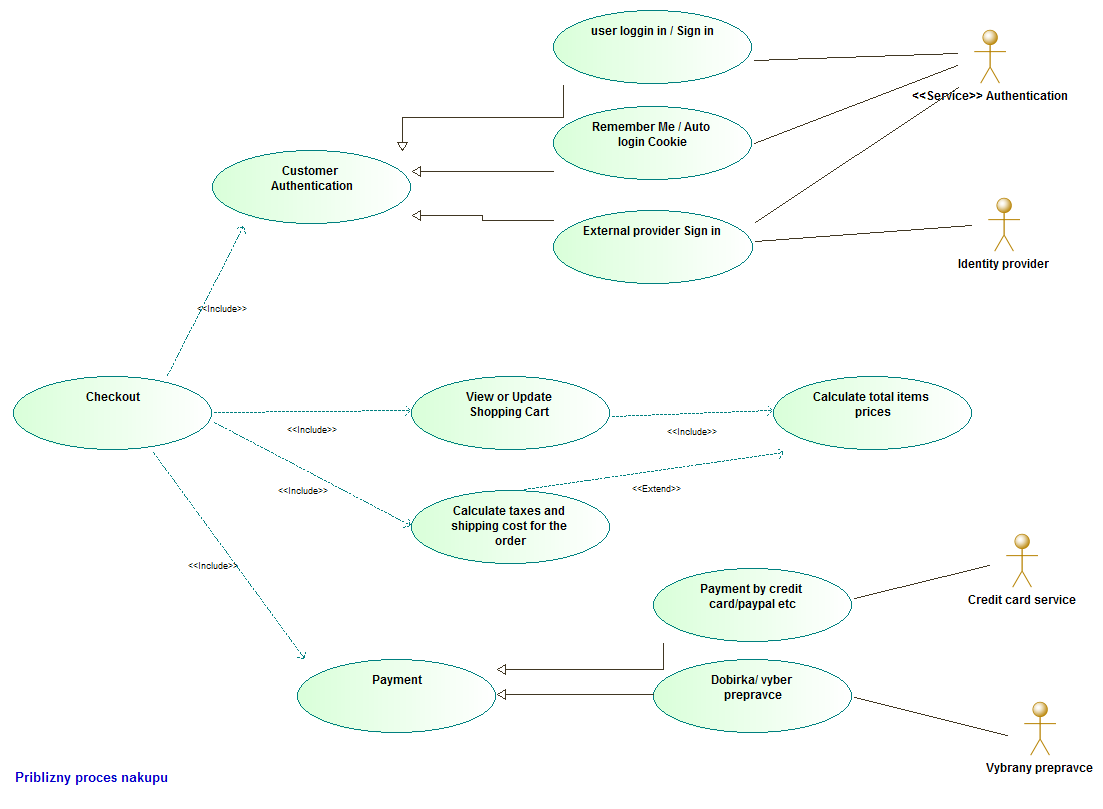 user loggin in / Sign in
<<Service>> Authentication
Remember Me / Auto
login Cookie
Customer
Authentication
External provider Sign in
Identity provider
<<Include>>
Checkout
View or Update
Shopping Cart
Calculate total items
prices
<<Include>>
<<Include>>
<<Include>>
<<Extend>>
Calculate taxes and
shipping cost for the
order
<<Include>>
Payment by credit
card/paypal etc
Credit card service
Payment
Dobirka/ vyber
prepravce
Vybrany prepravce
Priblizny proces nakupu